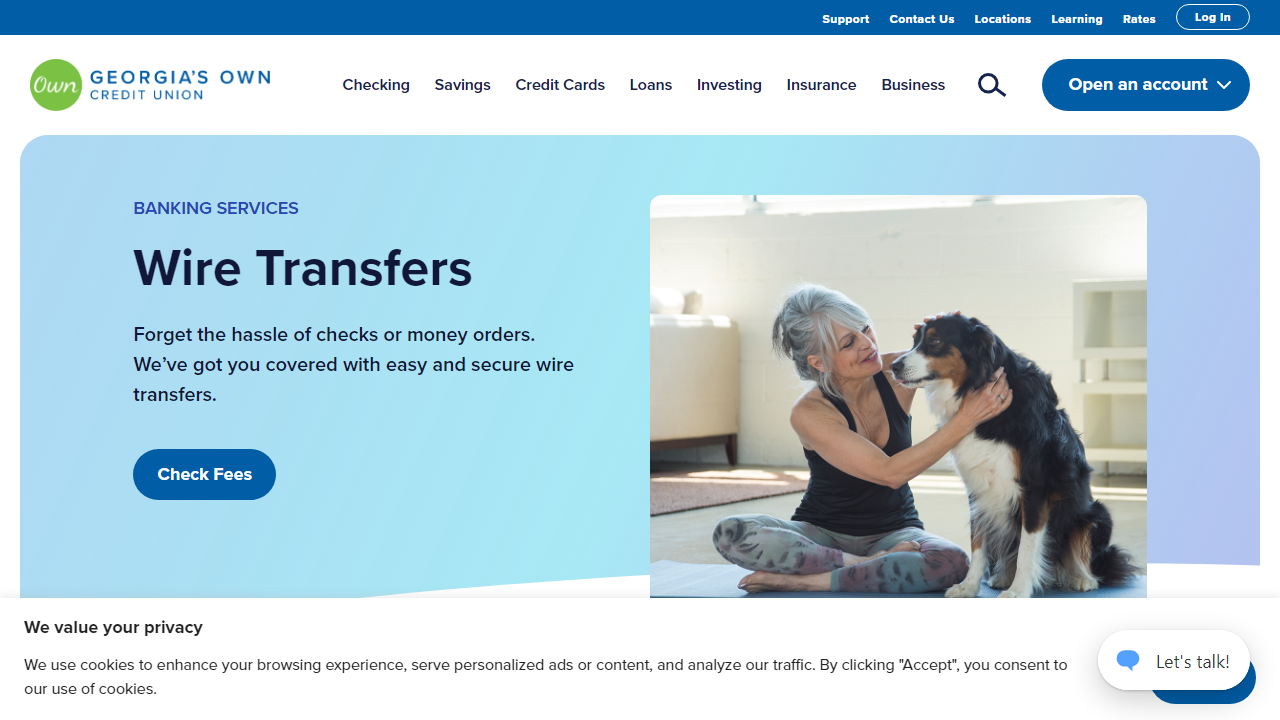 Support Contact Us Locations Learning Rates Log In
Own GEORGIA'S OWN
CREDIT UNION
Checking Savings Credit Cards Loans Investing Insurance Business Open an account
BANKING SERVICES
Wire Transfers
Forget the hassle of checks or money orders.
We’ve got you covered with easy and secure wire
transfers.
Check Fees
We value your privacy
We use cookies to enhance your browsing experience, serve personalized ads or content, and analyze our traffic. By clicking "Accept", you consent to
our use of cookies.
Let's talk!